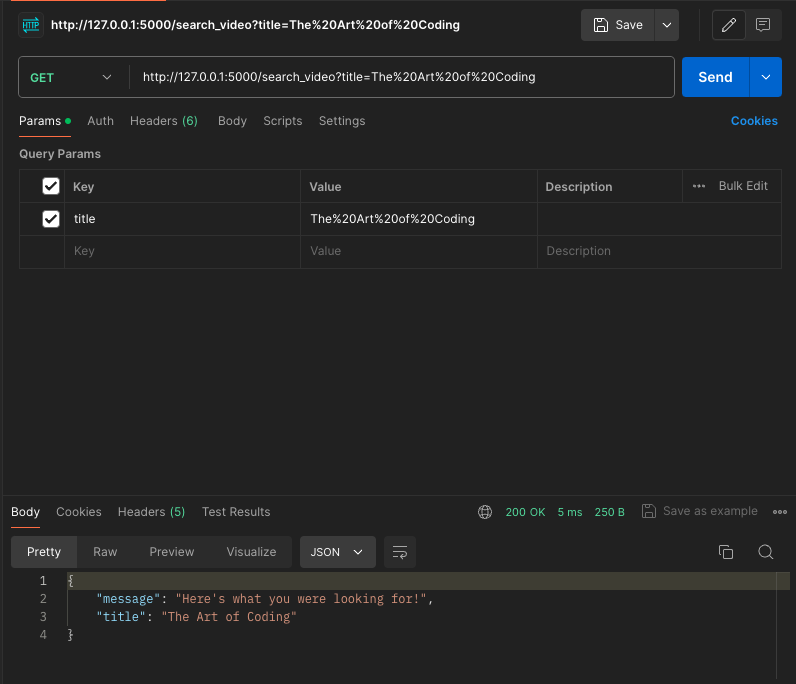 HTTP http://127.0.0.1:5000/search_video?title=The%20Art%20of%20Coding Save
GET http://127.0.0.1:5000/search_video?title=The%20Art%20of%20Coding Send
Params Auth Headers (6) Body Scripts Settings Cookies
Query Params
Key Value Description ... Bulk Edit
title The%20Art%20of%20Coding
Key Value Description
Body Cookies Headers (5) Test Results 200 OK 5 ms 250 B Save as example ...
Pretty Raw Preview Visualize JSON
1 {
2 "message": "Here's what you were looking for!",
3 "title": "The Art of Coding"
4 }